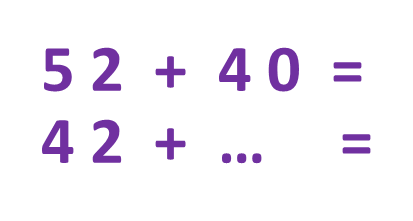 52 + 40 =
42 + ... =